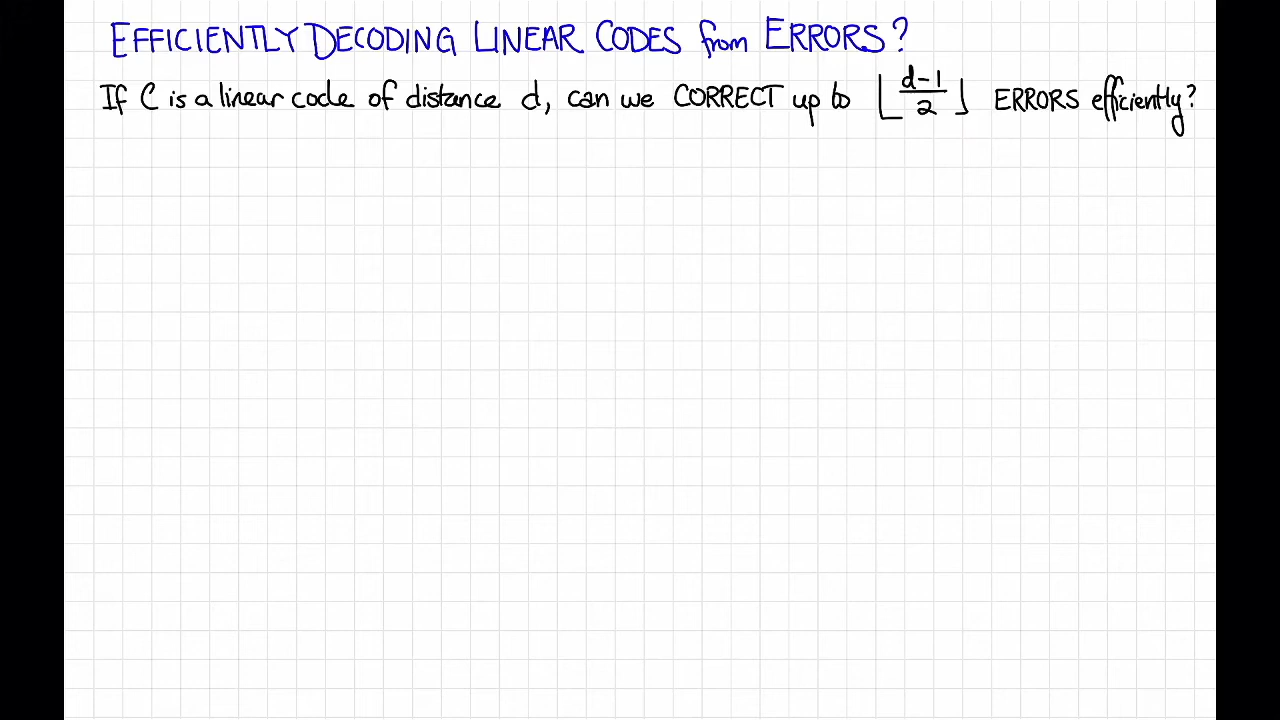 EFFICIENTLY DECODING LINEAR CODES from ERRORS?
If C is a linear code of distance d, can we CORRECT up to ⌊(d-1)/2⌋ ERRORS efficiently?